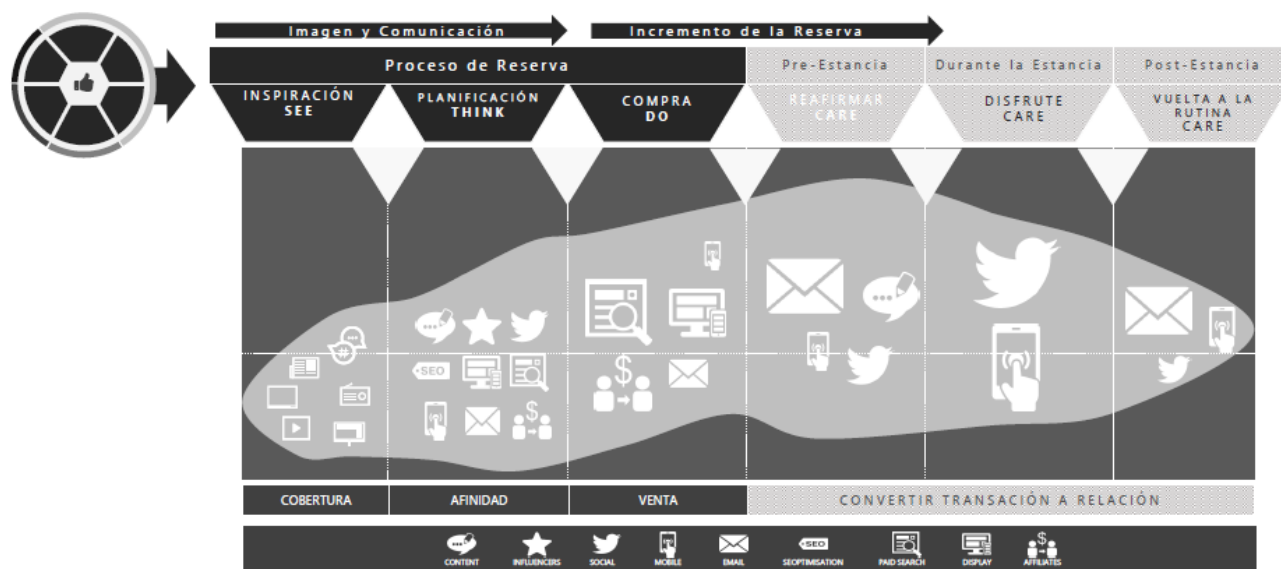 Imagen y Comunicación
Incremento de la Reserva
Proceso de Reserva
Pre-Estancia
Durante la Estancia
Post-Estancia
INSPIRACIÓN
SEE
PLANIFICACIÓN
THINK
COMPRA
DO
REAFIRMAR
CARE
DISFRUTE
CARE
VUELTA A LA
RUTINA
CARE
#
$
SEO
$
COBERTURA
AFINIDAD
VENTA
CONVERTIR TRANSACIÓN A RELACIÓN
SEO
$
CONTENT
INFLUENCERS
SOCIAL
MOBILE
EMAIL
SEOPTIMISATION
PAID SEARCH
DISPLAY
AFFILIATES